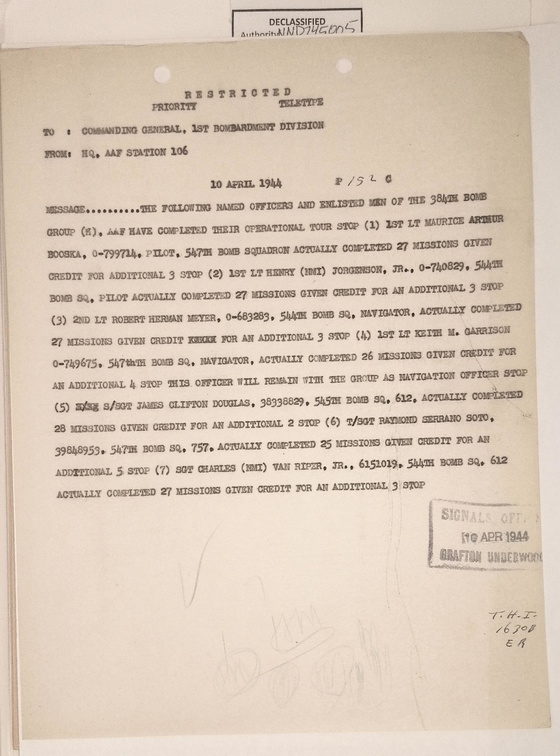 DECLASSIFIED
Authority NND745005
RESTRICTED
PRIORITY TELETYPE
TO : COMMANDING GENERAL, 1ST BOMBARDMENT DIVISION
FROM: HQ. AAF STATION 106
10 APRIL 1944 P 152 C
MESSAGE..........THE FOLLOWING NAMED OFFICERS AND ENLISTED MEN OF THE 384TH BOMB
GROUP (H), AAF HAVE COMPLETED THEIR OPERATIONAL TOUR STOP (1) 1ST LT MAURICE ARTHUR
BOOSKA, O-799714, PILOT, 547TH BOMB SQUADRON ACTUALLY COMPLETED 27 MISSIONS GIVEN
CREDIT FOR ADDITIONAL 3 STOP (2) 1ST LT HENRY (NMI) JORGENSON, JR., O-740829, 544TH
BOMB SQ, PILOT ACTUALLY COMPLETED 27 MISSIONS GIVEN CREDIT FOR AN ADDITIONAL 3 STOP
(3) 2ND LT ROBERT HERMAN MEYER, O-683283, 544TH BOMB SQ, NAVIGATOR, ACTUALLY COMPLETED
27 MISSIONS GIVEN CREDIT FOR AN ADDITIONAL 3 STOP (4) 1ST LT KEITH M. GARRISON
O-749675, 547thTH BOMB SQ, NAVIGATOR, ACTUALLY COMPLETED 26 MISSIONS GIVEN CREDIT FOR
AN ADDITIONAL 4 STOP THIS OFFICER WILL REMAIN WITH THE GROUP AS NAVIGATION OFFICER STOP
(5) S/SGT JAMES CLIFTON DOUGLAS, 38338829, 545TH BOMB SQ, 612, ACTUALLY COMPLETED
28 MISSIONS GIVEN CREDIT FOR AN ADDITIONAL 2 STOP (6) T/SGT RAYMOND SERRANO SOTO,
39848953, 547TH BOMB SQ, 757, ACTUALLY COMPLETED 25 MISSIONS GIVEN CREDIT FOR AN
ADDITIONAL 5 STOP (7) SGT CHARLES (NMI) VAN RIPER, JR., 6151019, 544TH BOMB SQ, 612
ACTUALLY COMPLETED 27 MISSIONS GIVEN CREDIT FOR AN ADDITIONAL 3 STOP
SIGNALS
10 APR 1944
GRAFTON UNDERWOOD
T.H.I.
1630B
ER